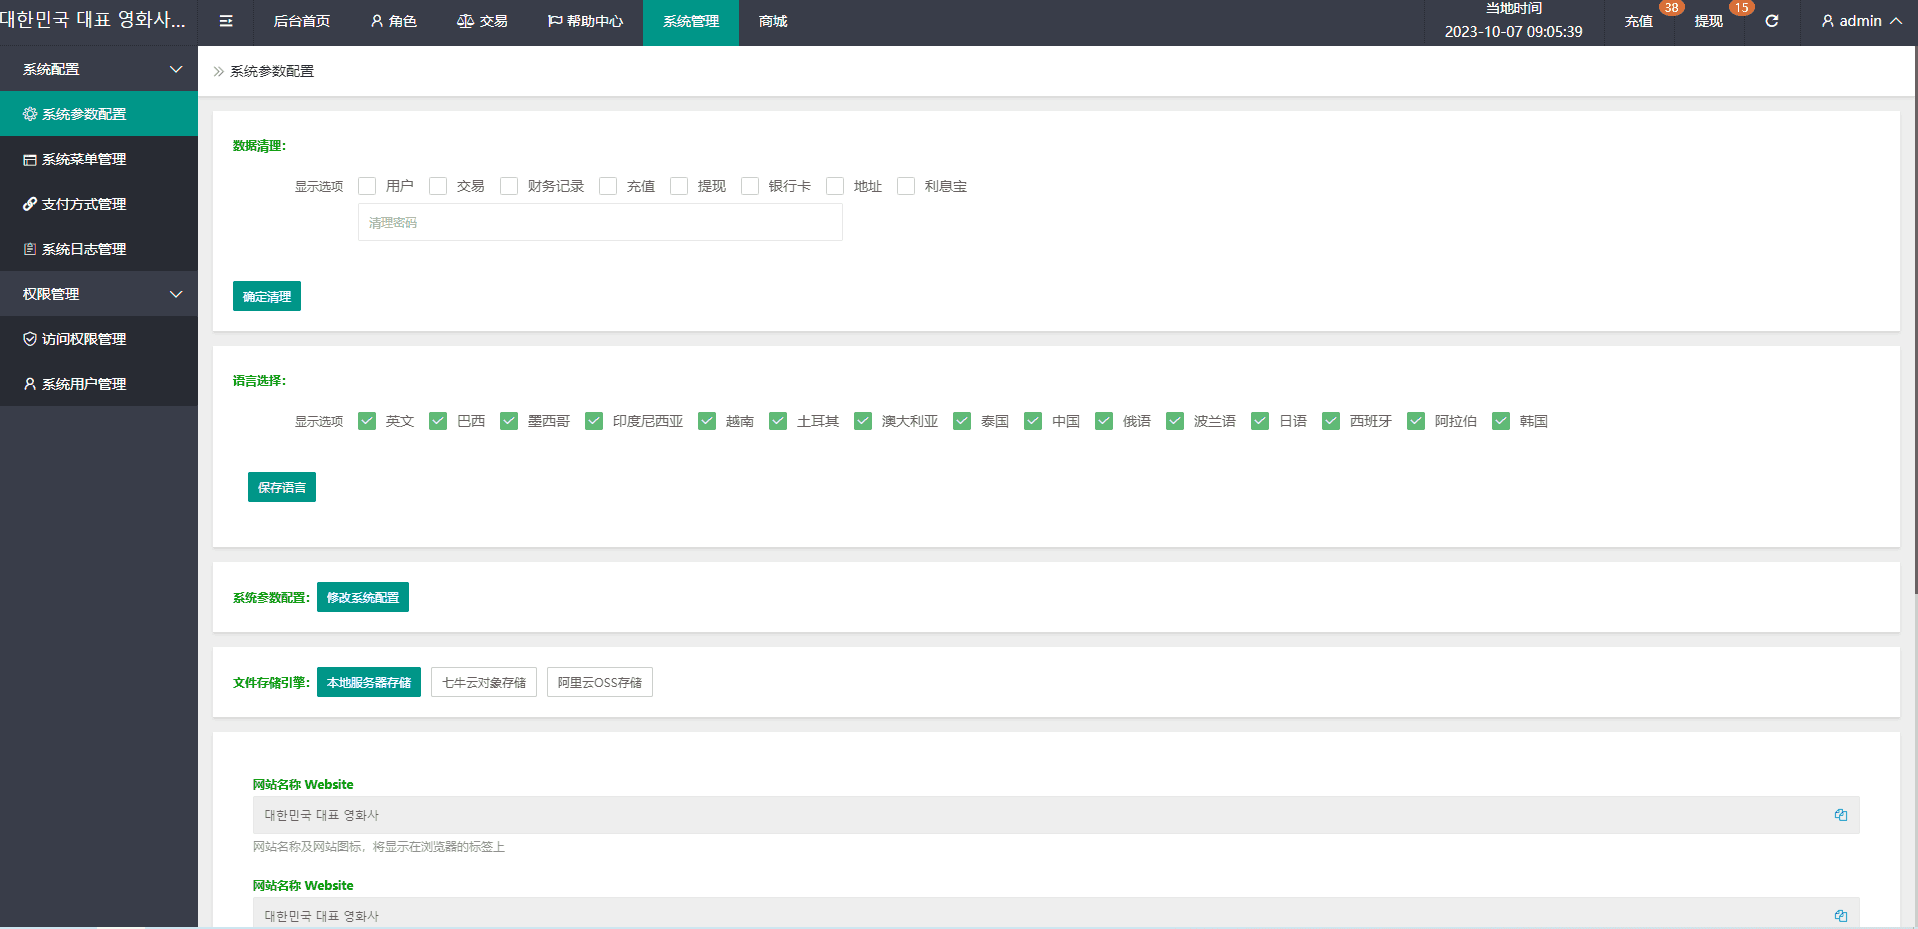 대한민국 대표 영화사...
后台首页
角色
交易
帮助中心
系统管理
商城
当地时间
2023-10-07 09:05:39
充值 38
提现 15
admin
系统配置
系统参数配置
系统菜单管理
支付方式管理
系统日志管理
权限管理
访问权限管理
系统用户管理
系统参数配置
数据清理：
显示选项 用户 交易 财务记录 充值 提现 银行卡 地址 利息宝
清理密码
确定清理
语言选择：
显示选项 英文 巴西 墨西哥 印度尼西亚 越南 土耳其 澳大利亚 泰国 中国 俄语 波兰语 日语 西班牙 阿拉伯 韩国
保存语言
系统参数配置： 修改系统配置
文件存储引擎： 本地服务器存储 七牛云对象存储 阿里云OSS存储
网站名称 Website
대한민국 대표 영화사
网站名称及网站图标，将显示在浏览器的标签上
网站名称 Website
대한민국 대표 영화사